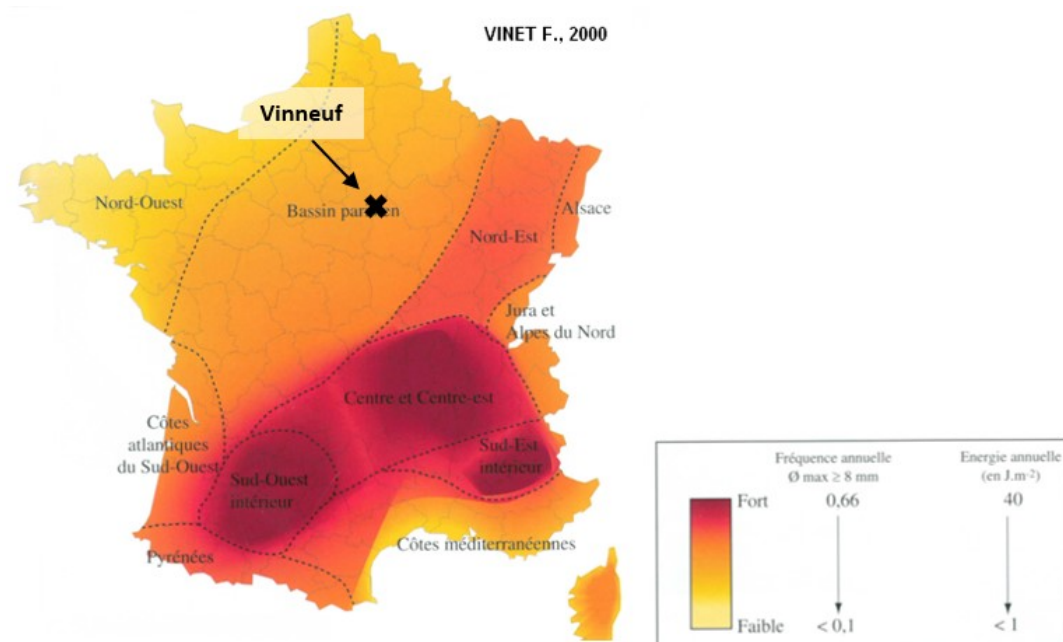 VINET F., 2000
Vinneuf
Nord-Ouest
Bassin
Alsace
Nord-Est
Jura et
Alpes du Nord
Centre et Centre-est
Côtes
atlantiques
du Sud-Ouest
Sud-Est
intérieur
Sud-Ouest
intérieur
Côtes méditerranéennes
Pyrénées
Fréquence annuelle
Ø max ≥ 8 mm
Energie annuelle
(en J.m-2)
Fort
0,66
40
Faible
< 0,1
< 1